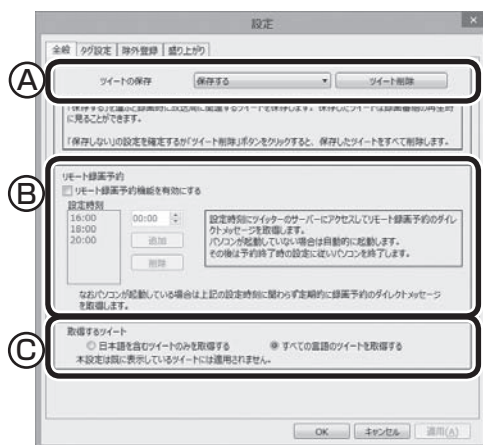 設定
全般 タグ設定 除外登録 盛り上がり
A
ツイートの保存 保存する ツイート削除
「保存する」を選ぶと録画時に放送局に関連するツイートを保存します。保存したツイートは録画番組の再生時
に見ることができます。
「保存しない」の設定を確定するか「ツイート削除」ボタンをクリックすると、保存したツイートをすべて削除します。
B
リモート録画予約
リモート録画予約機能を有効にする
設定時刻
16:00
18:00
20:00
00:00
追加
削除
設定時刻にツイッターのサーバーにアクセスしてリモート録画予約のダイレ
クトメッセージを取得します。
パソコンが起動していない場合は自動的に起動します。
その後は予約終了時の設定に従いパソコンを終了します。
なおパソコンが起動している場合は上記の設定時刻に関わらず定期的に録画予約のダイレクトメッセージ
を取得します。
C
取得するツイート
日本語を含むツイートのみを取得する すべての言語のツイートを取得する
本設定は既に表示しているツイートには適用されません。
OK キャンセル 適用(A)